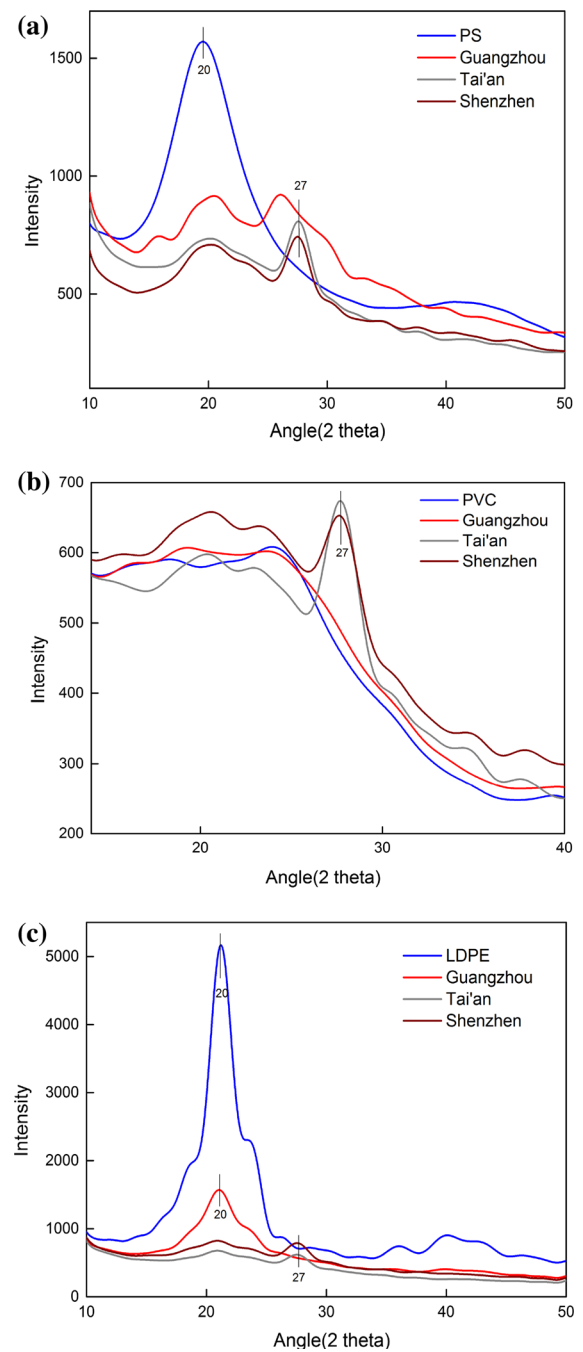 (a)
1500
1000
500
Intensity
PS
Guangzhou
Tai'an
Shenzhen
20
27
10 20 30 40 50
Angle(2 theta)
(b)
700
600
500
400
300
200
Intensity
PVC
Guangzhou
Tai'an
Shenzhen
27
20 30 40
Angle(2 theta)
(c)
5000
4000
3000
2000
1000
0
Intensity
LDPE
Guangzhou
Tai'an
Shenzhen
20
20
27
10 20 30 40 50
Angle(2 theta)